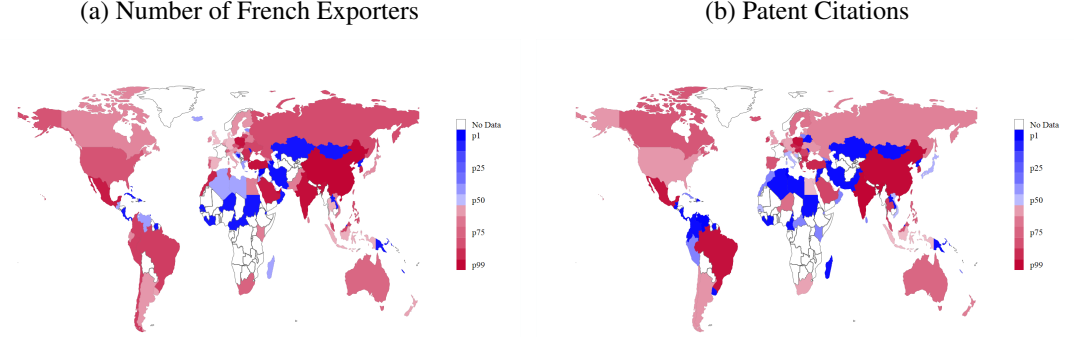 (a) Number of French Exporters
No Data
p1
p25
p50
p75
p99
(b) Patent Citations
No Data
p1
p25
p50
p75
p99